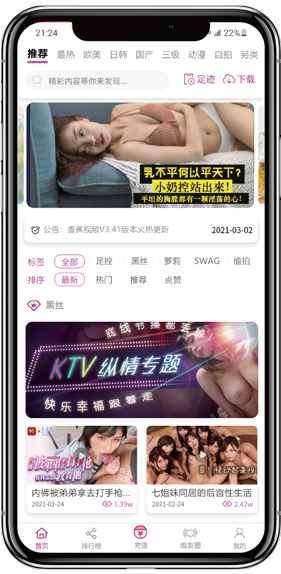 21:24
22%
推荐 最热 欧美 日韩 国产 三级 动漫 自拍 另类
精彩内容等你来发现... 足迹 下载
乳不平何以平天下?
小奶控站出來!
平坦的胸膛都有一顆淫荡的心!
公告：香蕉视频V3.41版本火热更新 2021-03-02
标签 全部 足控 黑丝 萝莉 SWAG 偷拍
排序 最新 热门 推荐 点赞
黑丝
底线节操都丢掉!
KTV纵情专题
快乐幸福跟着走
内裤被弟弟拿去打手枪... 七姐妹同居的后宫性生活
2021-02-24 1.39w 2021-02-24 2.42w
首页 排行榜 充值 炮友圈 我的